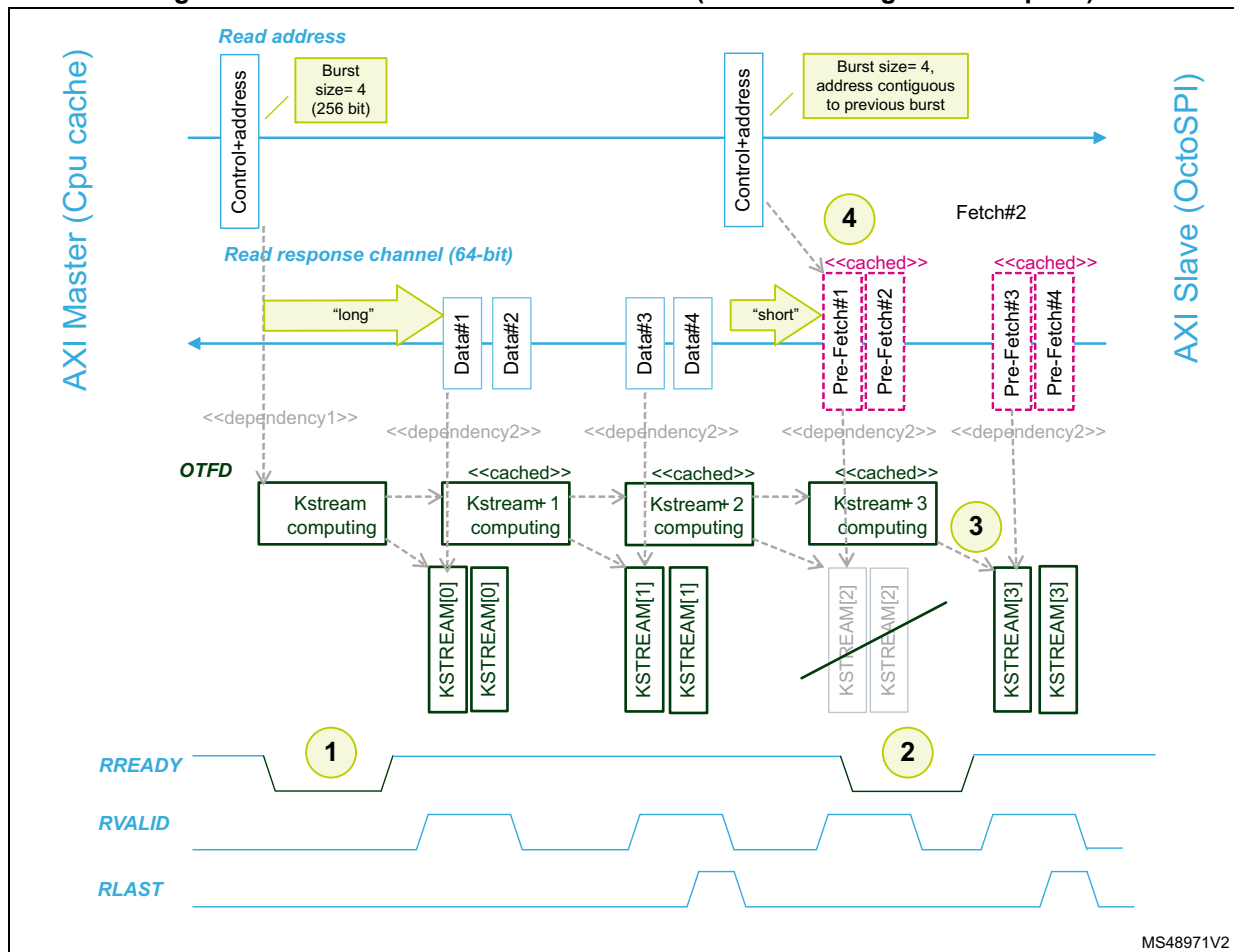 Read address
Burst
size= 4
(256 bit)
Burst size= 4,
address contiguous
to previous burst
Control+address
Control+address
AXI Master (Cpu cache)
AXI Slave (OctoSPI)
4
Fetch#2
Read response channel (64-bit)
<<cached>>
<<cached>>
"long"
Data#1
Data#2
Data#3
Data#4
"short"
Pre-Fetch#1
Pre-Fetch#2
Pre-Fetch#3
Pre-Fetch#4
<<dependency1>>
<<dependency2>>
<<dependency2>>
<<dependency2>>
<<dependency2>>
OTFD
<<cached>>
<<cached>>
<<cached>>
Kstream
computing
Kstream+ 1
computing
Kstream+ 2
computing
Kstream+ 3
computing
3
KSTREAM[0]
KSTREAM[0]
KSTREAM[1]
KSTREAM[1]
KSTREAM[2]
KSTREAM[2]
KSTREAM[3]
KSTREAM[3]
1
2
RREADY
RVALID
RLAST
MS48971V2